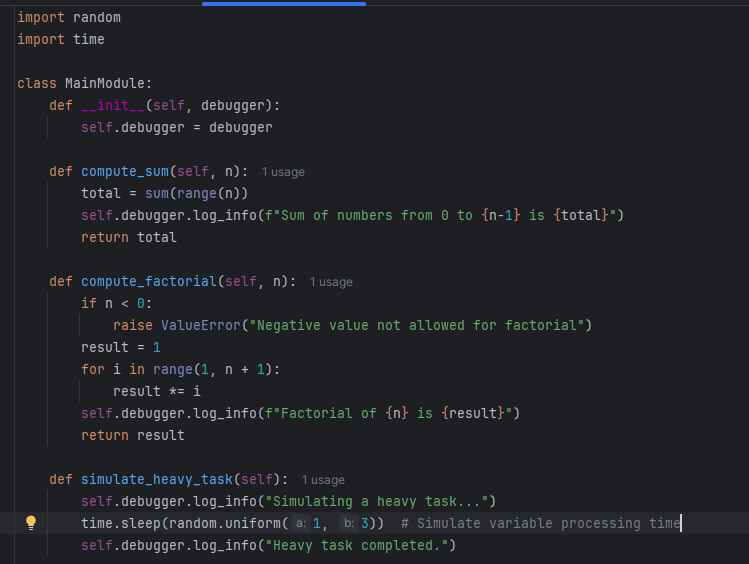 import random
import time
class MainModule:
    def __init__(self, debugger):
        self.debugger = debugger
    def compute_sum(self, n): 1 usage
        total = sum(range(n))
        self.debugger.log_info(f"Sum of numbers from 0 to {n-1} is {total}")
        return total
    def compute_factorial(self, n): 1 usage
        if n < 0:
            raise ValueError("Negative value not allowed for factorial")
        result = 1
        for i in range(1, n + 1):
            result *= i
        self.debugger.log_info(f"Factorial of {n} is {result}")
        return result
    def simulate_heavy_task(self): 1 usage
        self.debugger.log_info("Simulating a heavy task...")
        time.sleep(random.uniform( a: 1, b: 3))  # Simulate variable processing time
        self.debugger.log_info("Heavy task completed.")